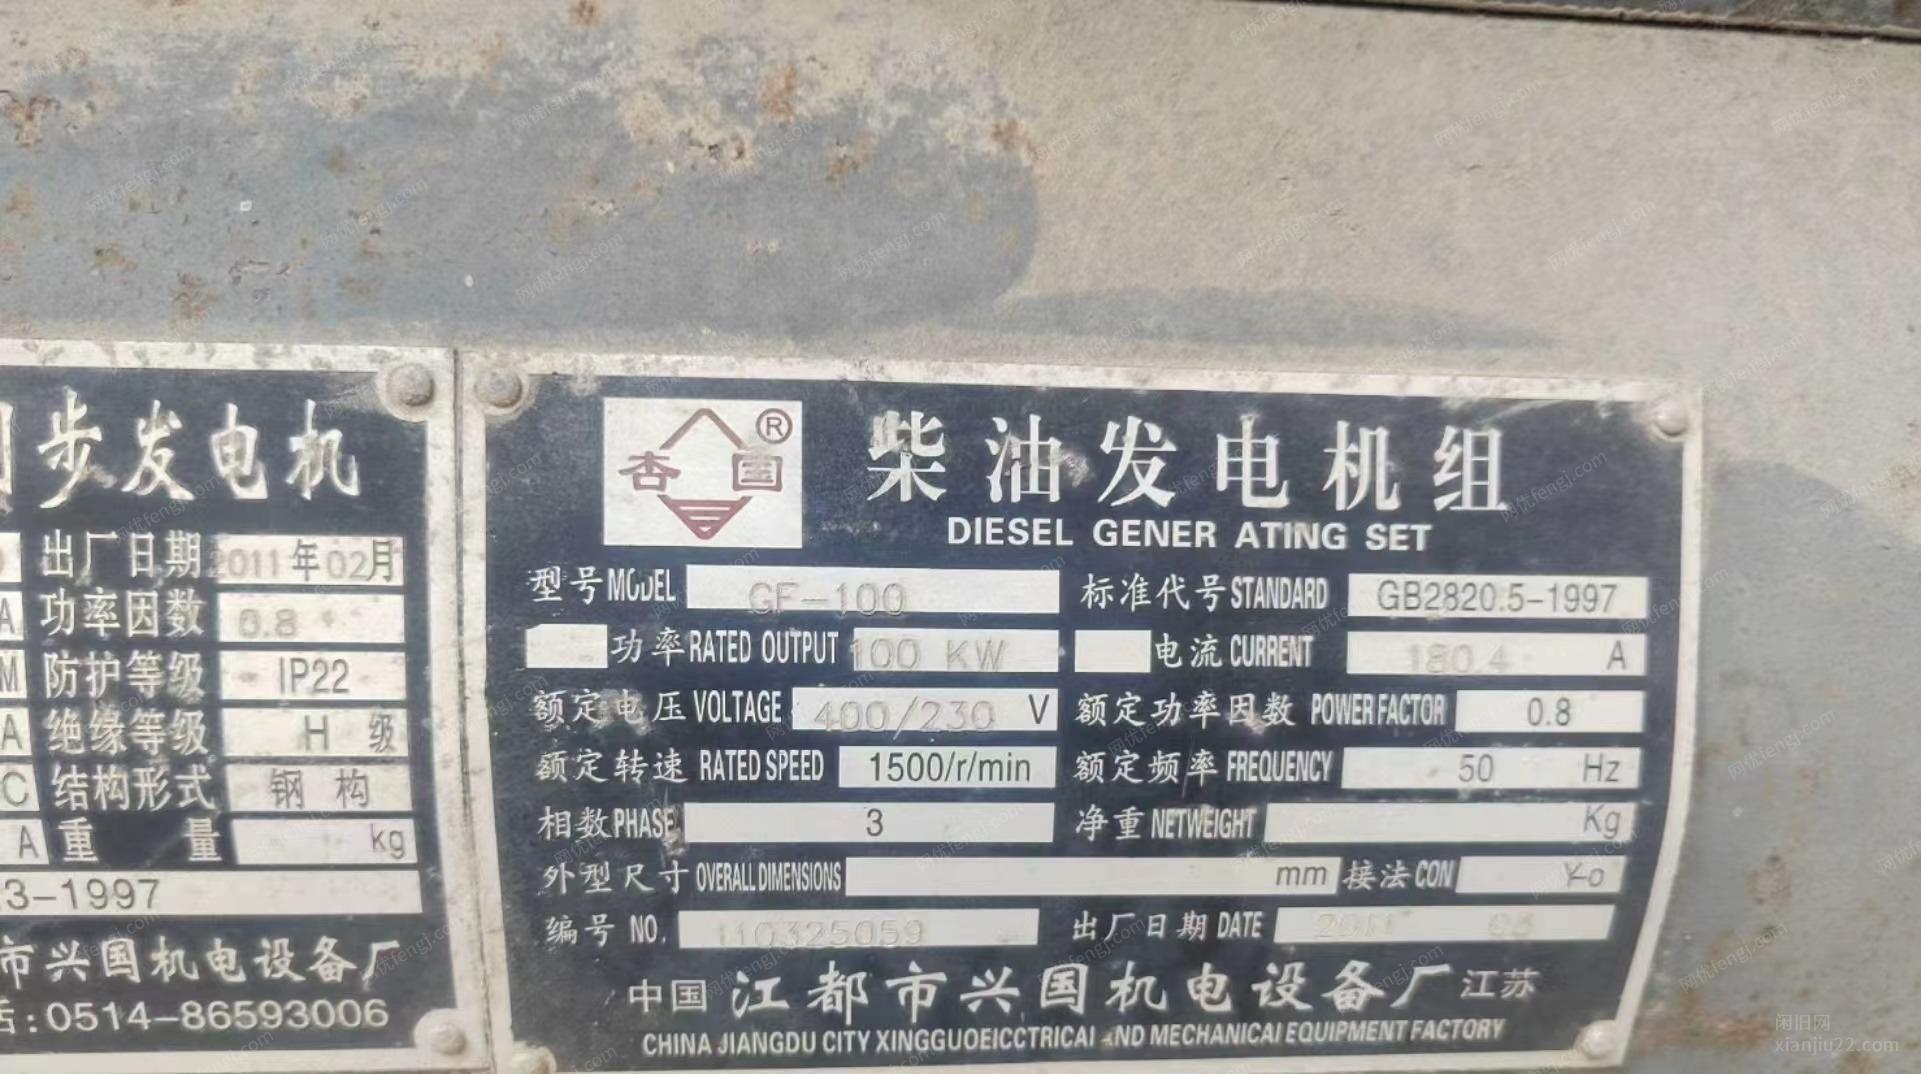 步发电机
出厂日期 2011年02月
A 功率因数 0.8
M 防护等级 IP22
A 绝缘等级 H 级
C 结构形式 钢 构
A 重 量 kg
.3-1997
市兴国机电设备厂
:0514-86593006
杏国 ®
柴油发电机组
DIESEL GENER ATING SET
型号 MODEL GF-100 标准代号 STANDARD GB2820.5-1997
功率 RATED OUTPUT 100 KW 电流 CURRENT 180.4 A
额定电压 VOLTAGE 400/230 V 额定功率因数 POWER FACTOR 0.8
额定转速 RATED SPEED 1500/r/min 额定频率 FREQUENCY 50 Hz
相数 PHASE 3 净重 NETWEIGHT Kg
外型尺寸 OVERALL DIMENSIONS mm 接法 CON Y-o
编号 NO. 110325059 出厂日期 DATE 2011 03
中国 江都市兴国机电设备厂 江苏
CHINA JIANGDU CITY XINGGUOEICCTRICAI AND MECHANICAI EQUIPMENT FACTORY
闲旧网
xianjiu22.com